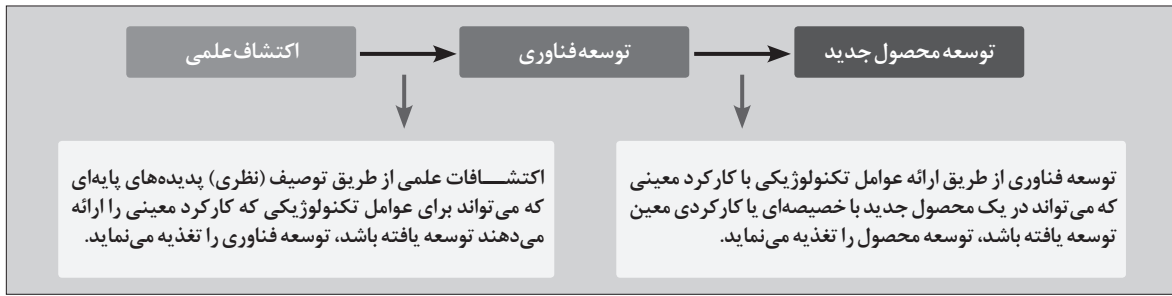 اکتشاف علمی
توسعه فناوری
توسعه محصول جدید
اکتشـــافات علمی از طریق توصیف (نظری) پدیده‌های پایه‌ای
که می‌تواند برای عوامل تکنولوژیکی که کارکرد معینی را ارائه
می‌دهند توسعه یافته باشد، توسعه فناوری را تغذیه می‌نماید.
توسعه فناوری از طریق ارائه عوامل تکنولوژیکی با کارکرد معینی
که می‌تواند در یک محصول جدید با خصیصه‌ای یا کارکردی معین
توسعه یافته باشد، توسعه محصول را تغذیه می‌نماید.